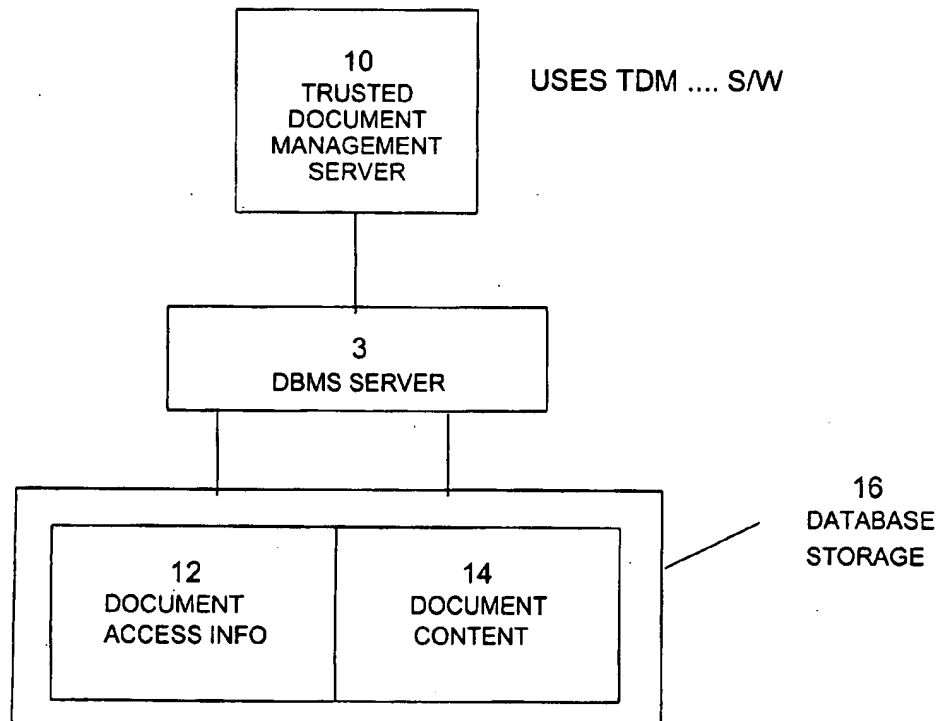 10
TRUSTED
DOCUMENT
MANAGEMENT
SERVER
USES TDM .... S/W
3
DBMS SERVER
16
DATABASE
STORAGE
12
DOCUMENT
ACCESS INFO
14
DOCUMENT
CONTENT